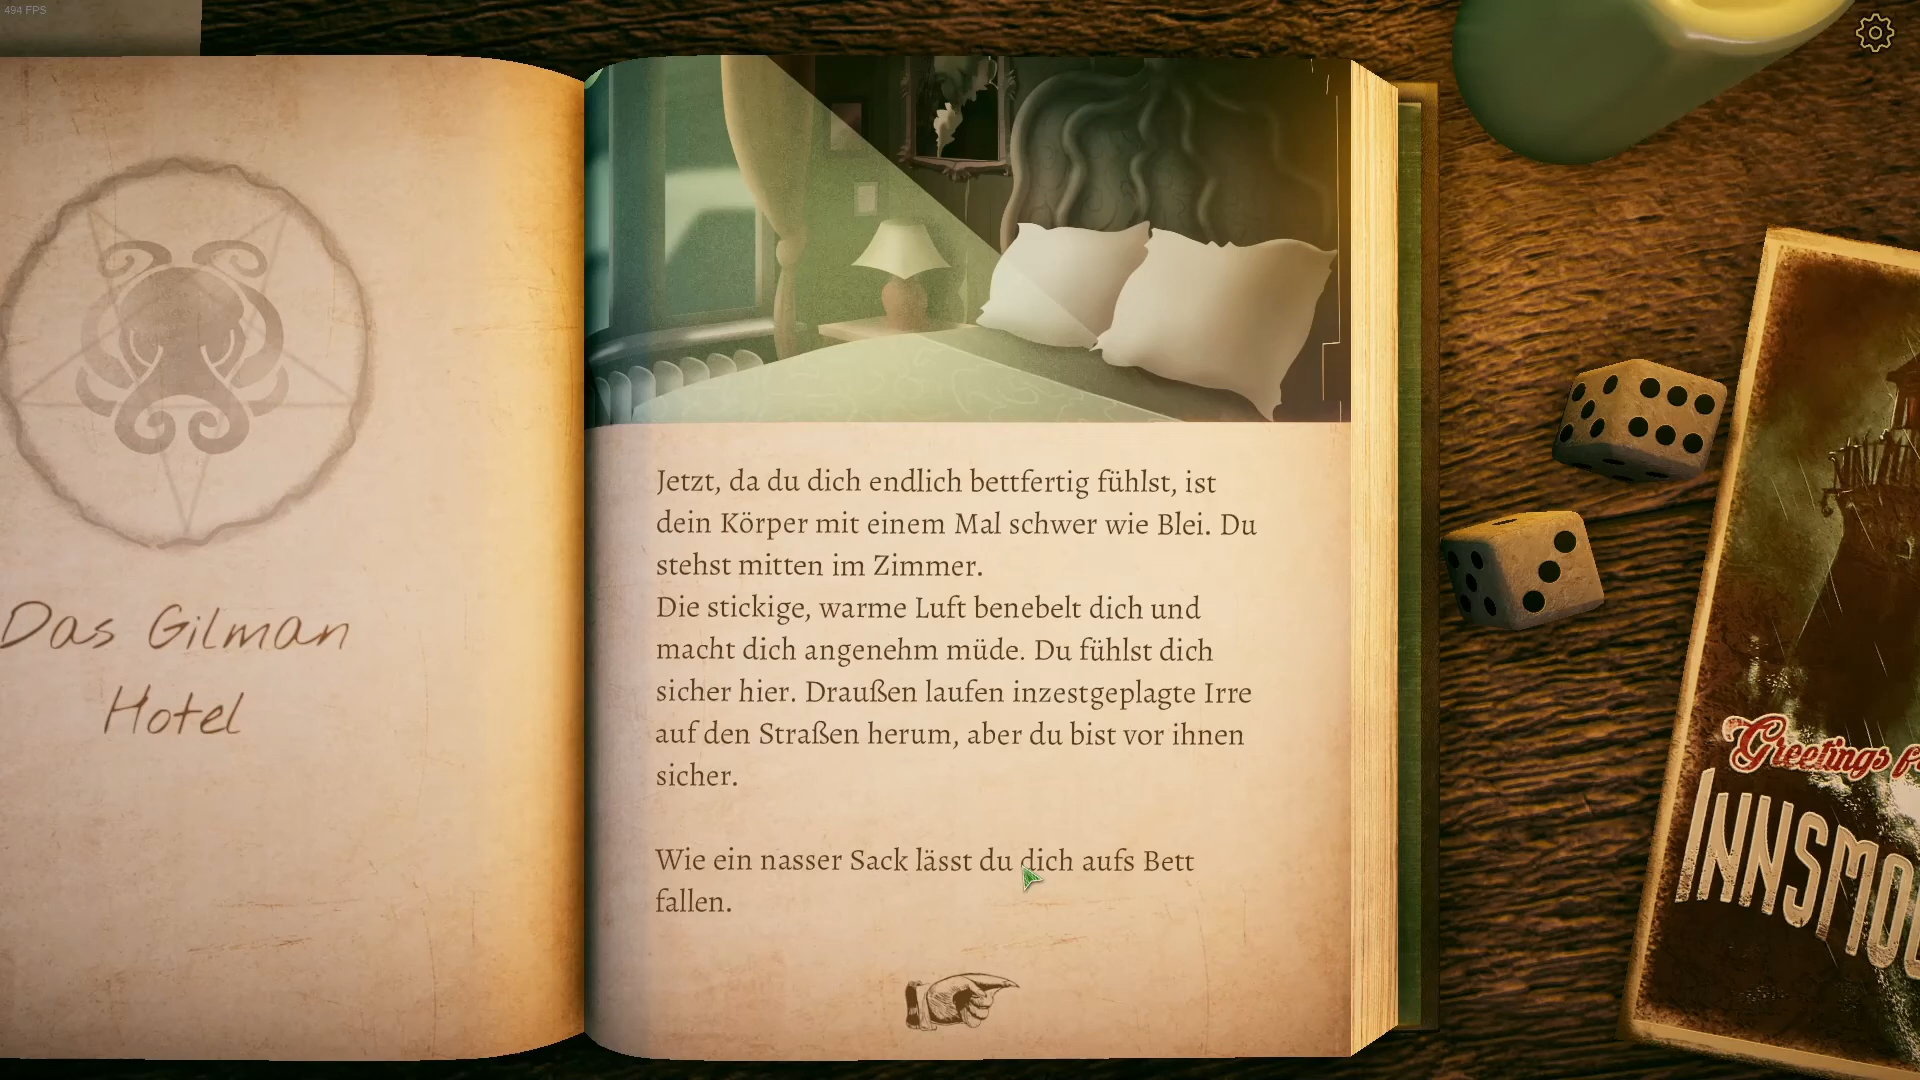 494 FPS
Das Gilman
Hotel
Jetzt, da du dich endlich bettfertig fühlst, ist
dein Körper mit einem Mal schwer wie Blei. Du
stehst mitten im Zimmer.
Die stickige, warme Luft benebelt dich und
macht dich angenehm müde. Du fühlst dich
sicher hier. Draußen laufen inzestgeplagte Irre
auf den Straßen herum, aber du bist vor ihnen
sicher.
Wie ein nasser Sack lässt du dich aufs Bett
fallen.
Greetings